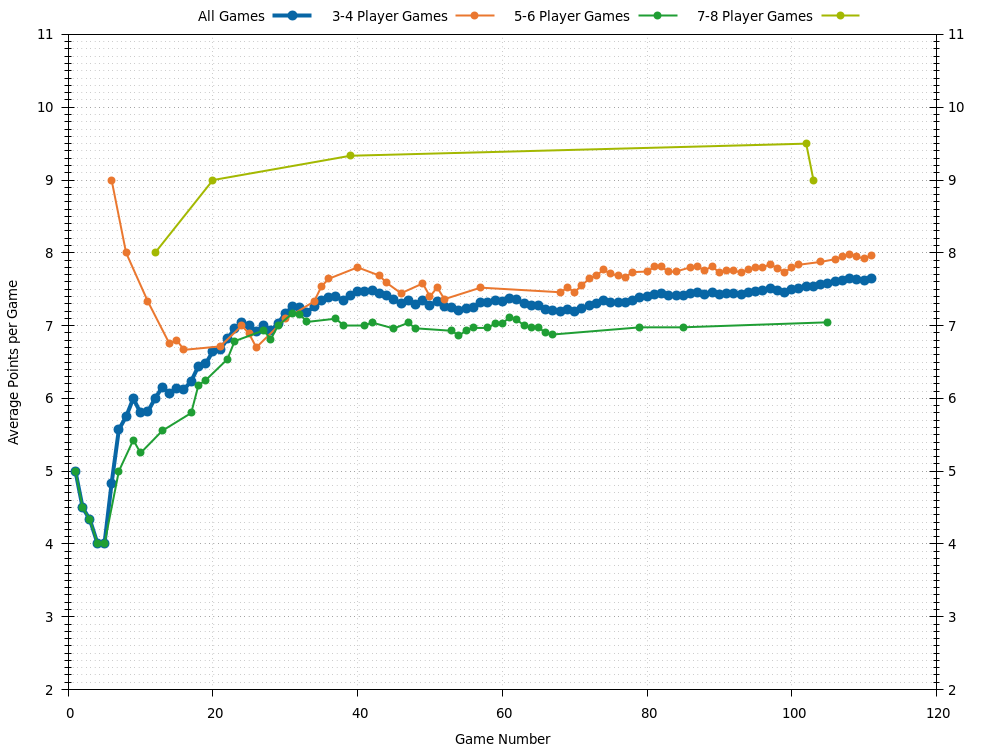 All Games 3-4 Player Games 5-6 Player Games 7-8 Player Games
11 11
10 10
9 9
8 8
7 7
6 6
5 5
4 4
3 3
2 2
Average Points per Game
0 20 40 60 80 100 120
Game Number